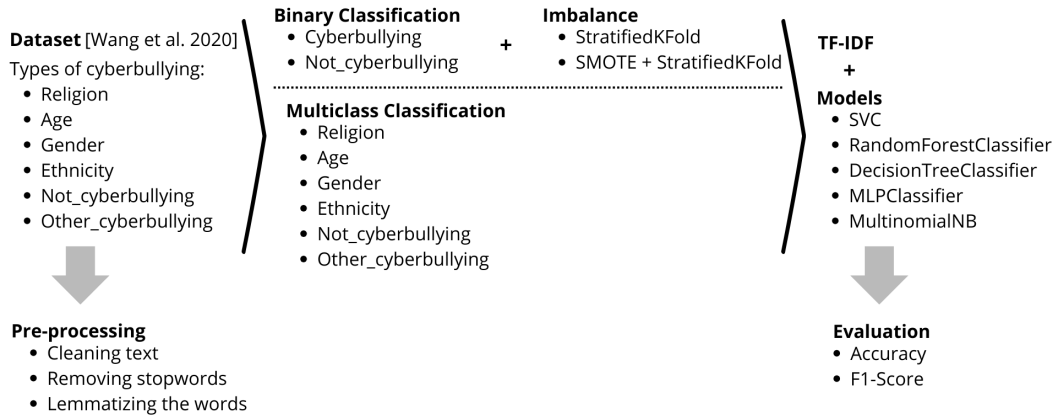 Dataset [Wang et al. 2020]
Types of cyberbullying:
• Religion
• Age
• Gender
• Ethnicity
• Not_cyberbullying
• Other_cyberbullying
Pre-processing
• Cleaning text
• Removing stopwords
• Lemmatizing the words
Binary Classification
• Cyberbullying
• Not_cyberbullying
+
Imbalance
• StratifiedKFold
• SMOTE + StratifiedKFold
Multiclass Classification
• Religion
• Age
• Gender
• Ethnicity
• Not_cyberbullying
• Other_cyberbullying
TF-IDF
+
Models
• SVC
• RandomForestClassifier
• DecisionTreeClassifier
• MLPClassifier
• MultinomialNB
Evaluation
• Accuracy
• F1-Score